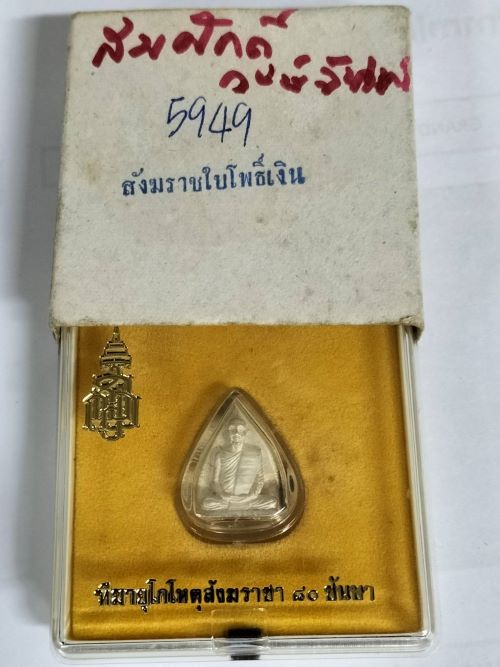 สมศักดิ์
5949
สังฆราชใบโพธิ์เงิน
ทีฆายุโกโหตุสังฆราชา ๘๐ ชันษา